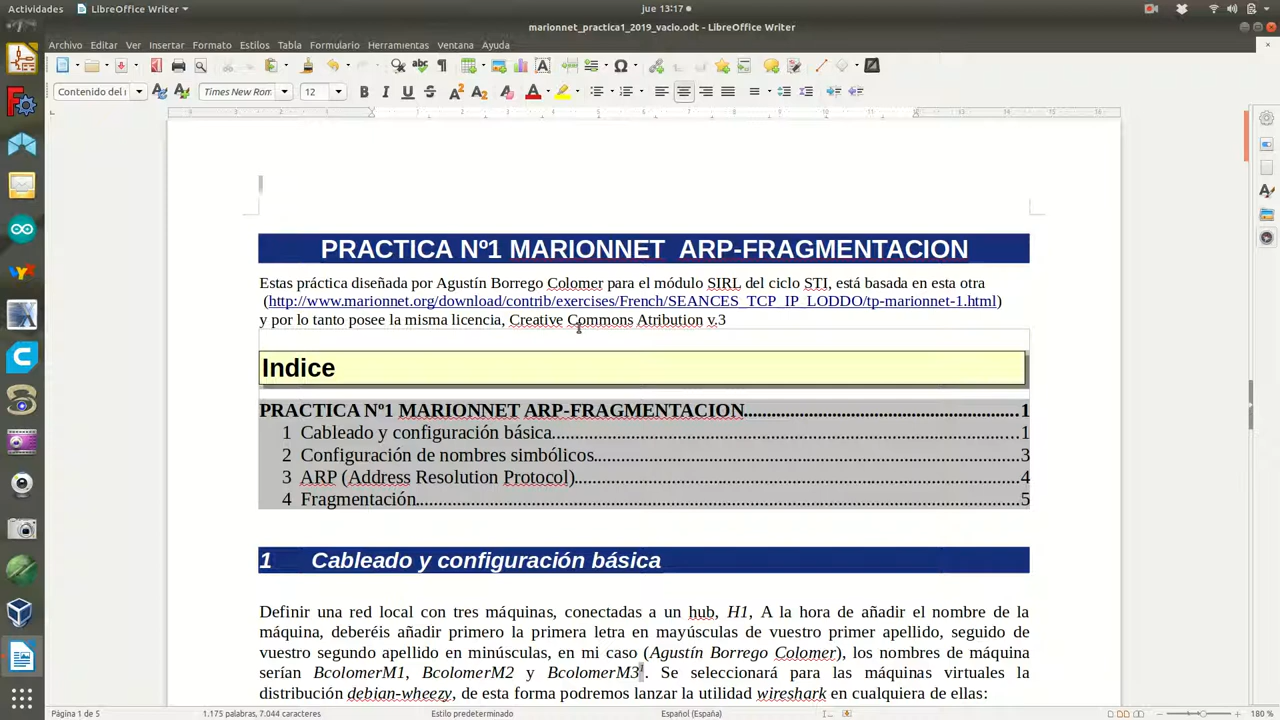 Actividades LibreOffice Writer jue 13:17
marionnet_practica1_2019_vacio.odt - LibreOffice Writer
Archivo Editar Ver Insertar Formato Estilos Tabla Formulario Herramientas Ventana Ayuda
Contenido del Times New Rom 12
PRACTICA Nº1 MARIONNET ARP-FRAGMENTACION
Estas práctica diseñada por Agustín Borrego Colomer para el módulo SIRL del ciclo STI, está basada en esta otra
(http://www.marionnet.org/download/contrib/exercises/French/SEANCES_TCP_IP_LODDO/tp-marionnet-1.html)
y por lo tanto posee la misma licencia, Creative Commons Atribution v.3
Indice
PRACTICA Nº1 MARIONNET ARP-FRAGMENTACION 1
1 Cableado y configuración básica 1
2 Configuración de nombres simbólicos 3
3 ARP (Address Resolution Protocol) 4
4 Fragmentación 5
1 Cableado y configuración básica
Definir una red local con tres máquinas, conectadas a un hub, H1, A la hora de añadir el nombre de la
máquina, deberéis añadir primero la primera letra en mayúsculas de vuestro primer apellido, seguido de
vuestro segundo apellido en minúsculas, en mi caso (Agustín Borrego Colomer), los nombres de máquina
serían BcolomerM1, BcolomerM2 y BcolomerM3. Se seleccionará para las máquinas virtuales la
distribución debian-wheezy, de esta forma podremos lanzar la utilidad wireshark en cualquiera de ellas:
Página 1 de 5 1.175 palabras, 7.044 caracteres Estilo predeterminado Español (España) 180 %